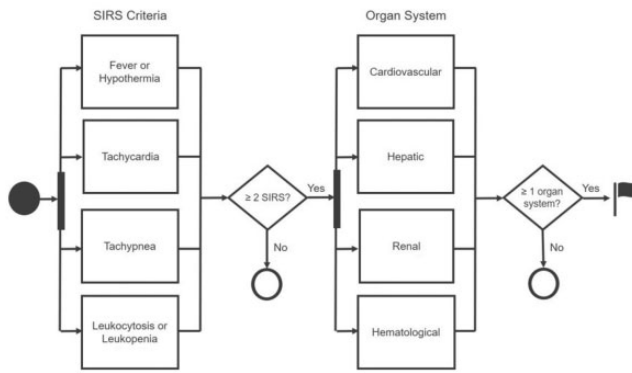 SIRS Criteria
Fever or
Hypothermia
Tachycardia
Tachypnea
Leukocytosis or
Leukopenia
≥ 2 SIRS?
Yes
No
Organ System
Cardiovascular
Hepatic
Renal
Hematological
≥ 1 organ
system?
Yes
No